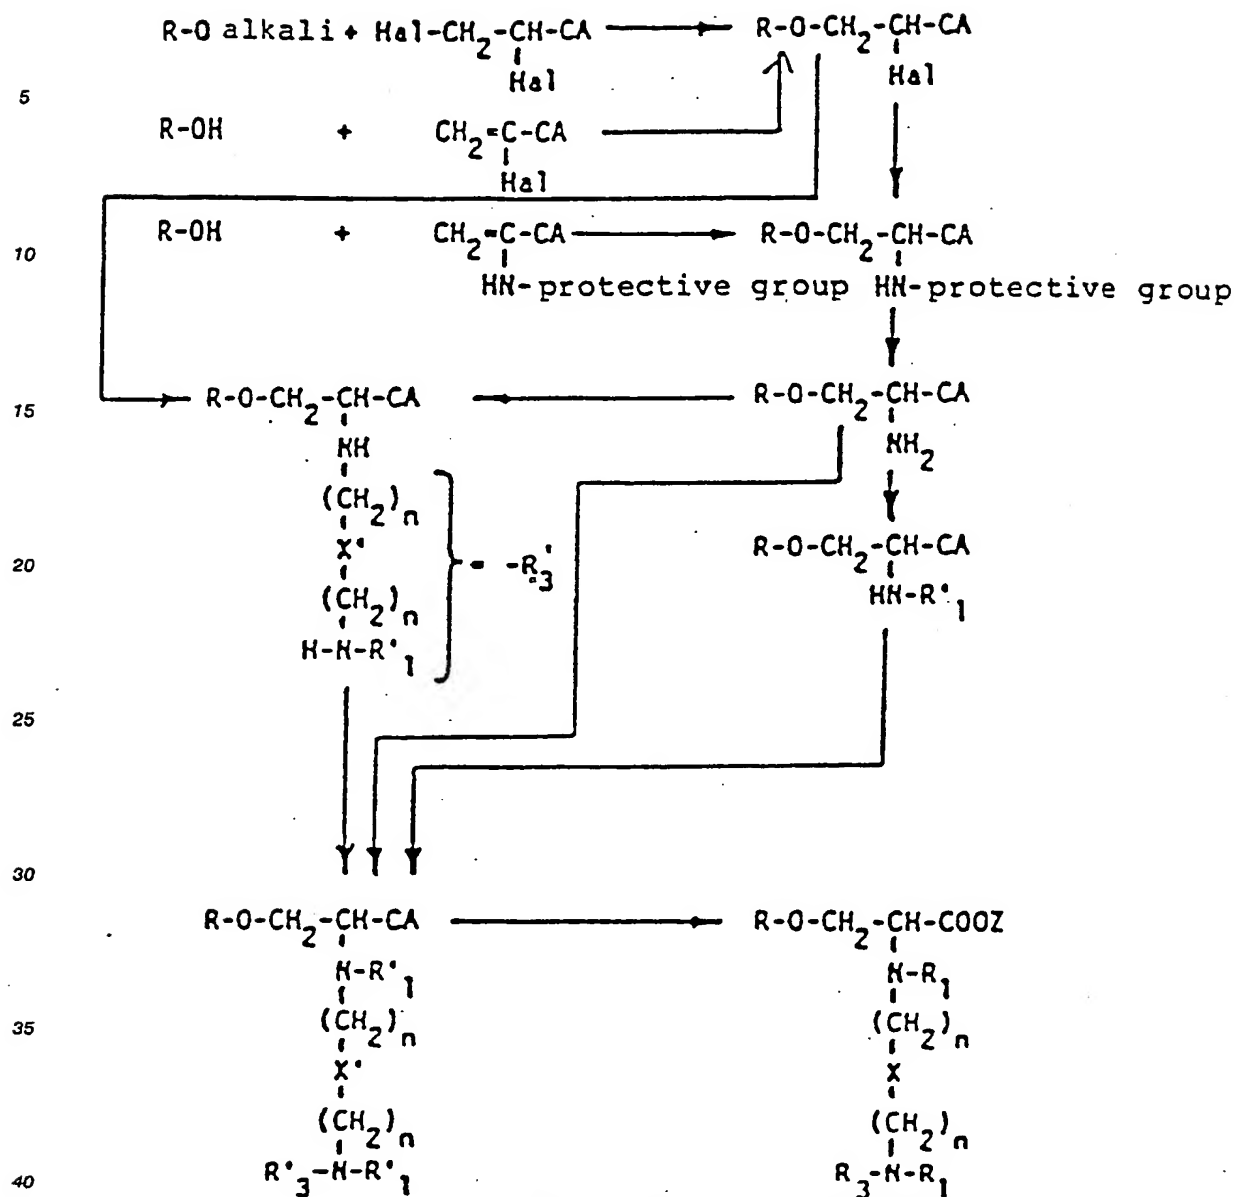 R-O alkali + Hal-CH2-CH-CA R-O-CH2-CH-CA
Hal Hal
5
R-OH + CH2=C-CA
Hal
R-OH + CH2=C-CA R-O-CH2-CH-CA
10
HN-protective group HN-protective group
R-O-CH2-CH-CA R-O-CH2-CH-CA
15
NH NH2
(CH2)n
X' R-O-CH2-CH-CA
20
= -R'3
(CH2)n HN-R'1
H-N-R'1
25
30
R-O-CH2-CH-CA R-O-CH2-CH-COOZ
N-R'1 N-R1
(CH2)n (CH2)n
35
X' X
(CH2)n (CH2)n
R'3-N-R'1 R3-N-R1
40